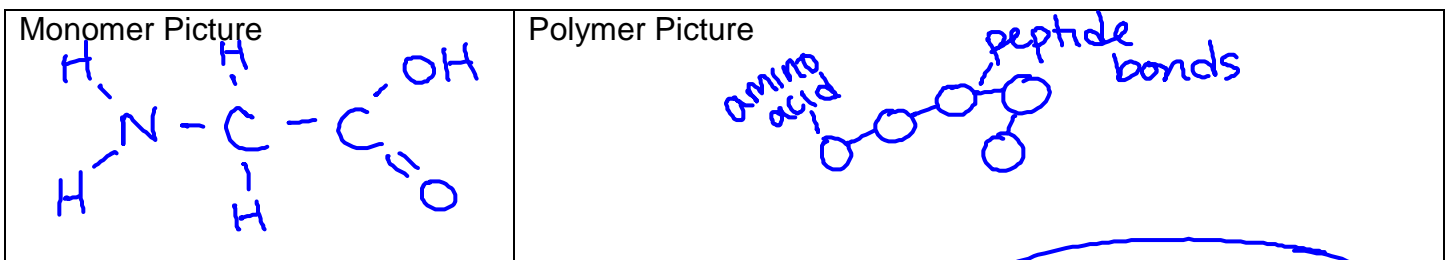 Monomer Picture
H H OH
N - C - C
H H O
Polymer Picture
peptide
bonds
amino
acid